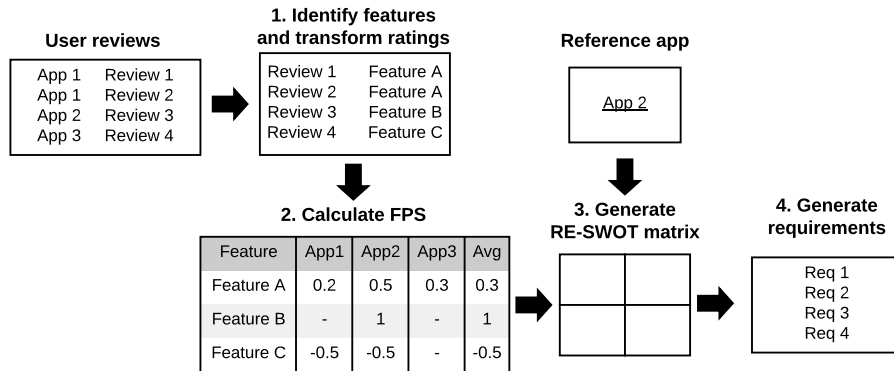 User reviews
App 1 Review 1
App 1 Review 2
App 2 Review 3
App 3 Review 4
1. Identify features
and transform ratings
Review 1 Feature A
Review 2 Feature A
Review 3 Feature B
Review 4 Feature C
Reference app
App 2
2. Calculate FPS
Feature App1 App2 App3 Avg
Feature A 0.2 0.5 0.3 0.3
Feature B - 1 - 1
Feature C -0.5 -0.5 - -0.5
3. Generate
RE-SWOT matrix
4. Generate
requirements
Req 1
Req 2
Req 3
Req 4